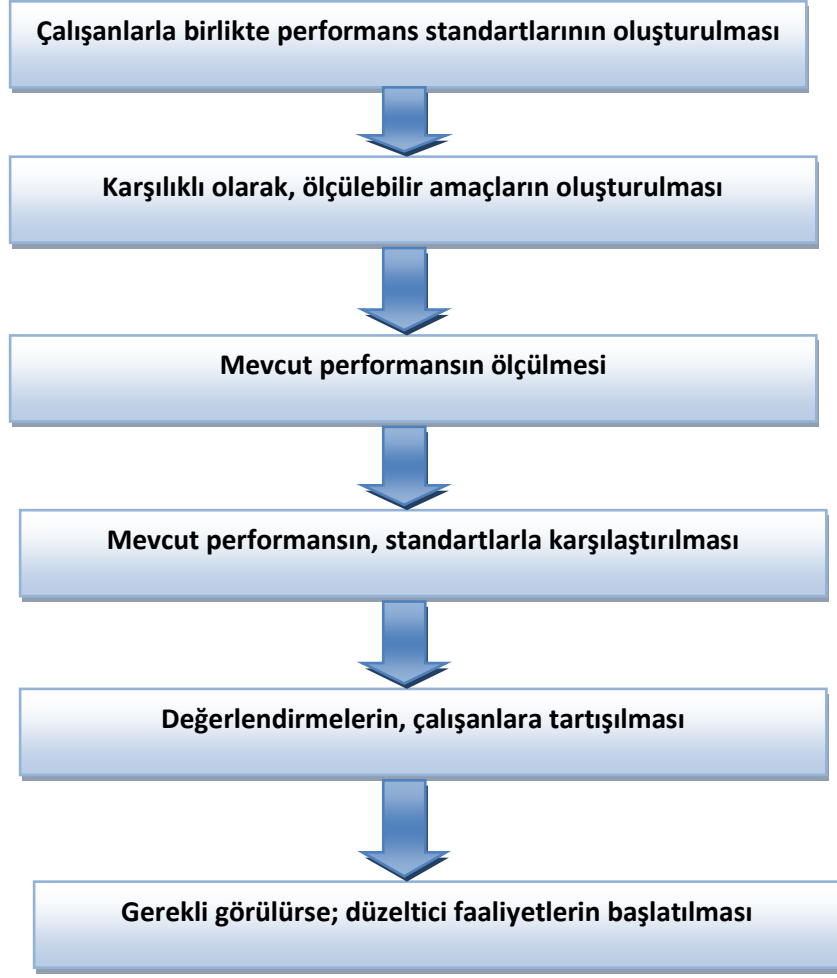 Çalışanlarla birlikte performans standartlarının oluşturulması
Karşılıklı olarak, ölçülebilir amaçların oluşturulması
Mevcut performansın ölçülmesi
Mevcut performansın, standartlarla karşılaştırılması
Değerlendirmelerin, çalışanlara tartışılması
Gerekli görülürse; düzeltici faaliyetlerin başlatılması